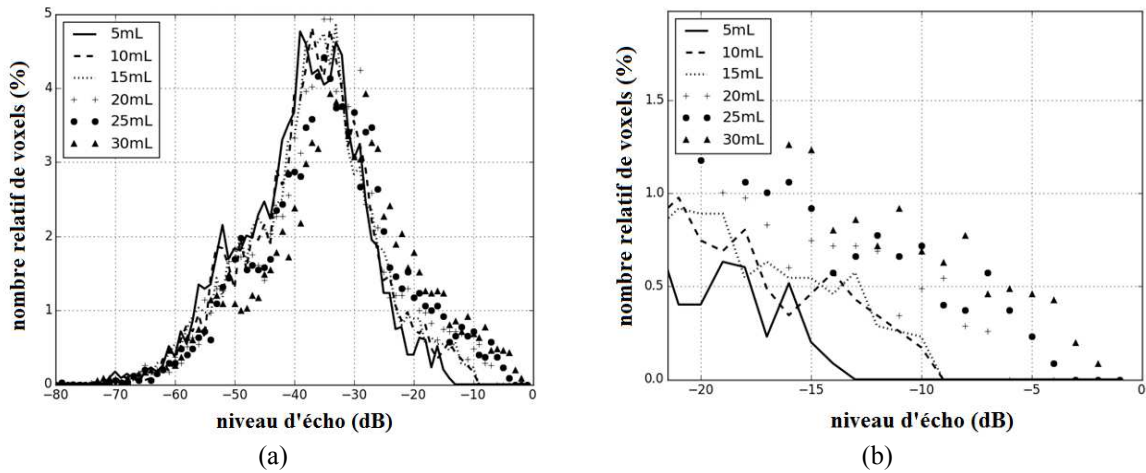 5
4
3
2
1
0
nombre relatif de voxels (%)
5mL
10mL
15mL
20mL
25mL
30mL
−80 −70 −60 −50 −40 −30 −20 −10 0
niveau d'écho (dB)
(a)
1.5
1.0
0.5
0.0
nombre relatif de voxels (%)
5mL
10mL
15mL
20mL
25mL
30mL
−20 −15 −10 −5 0
niveau d'écho (dB)
(b)